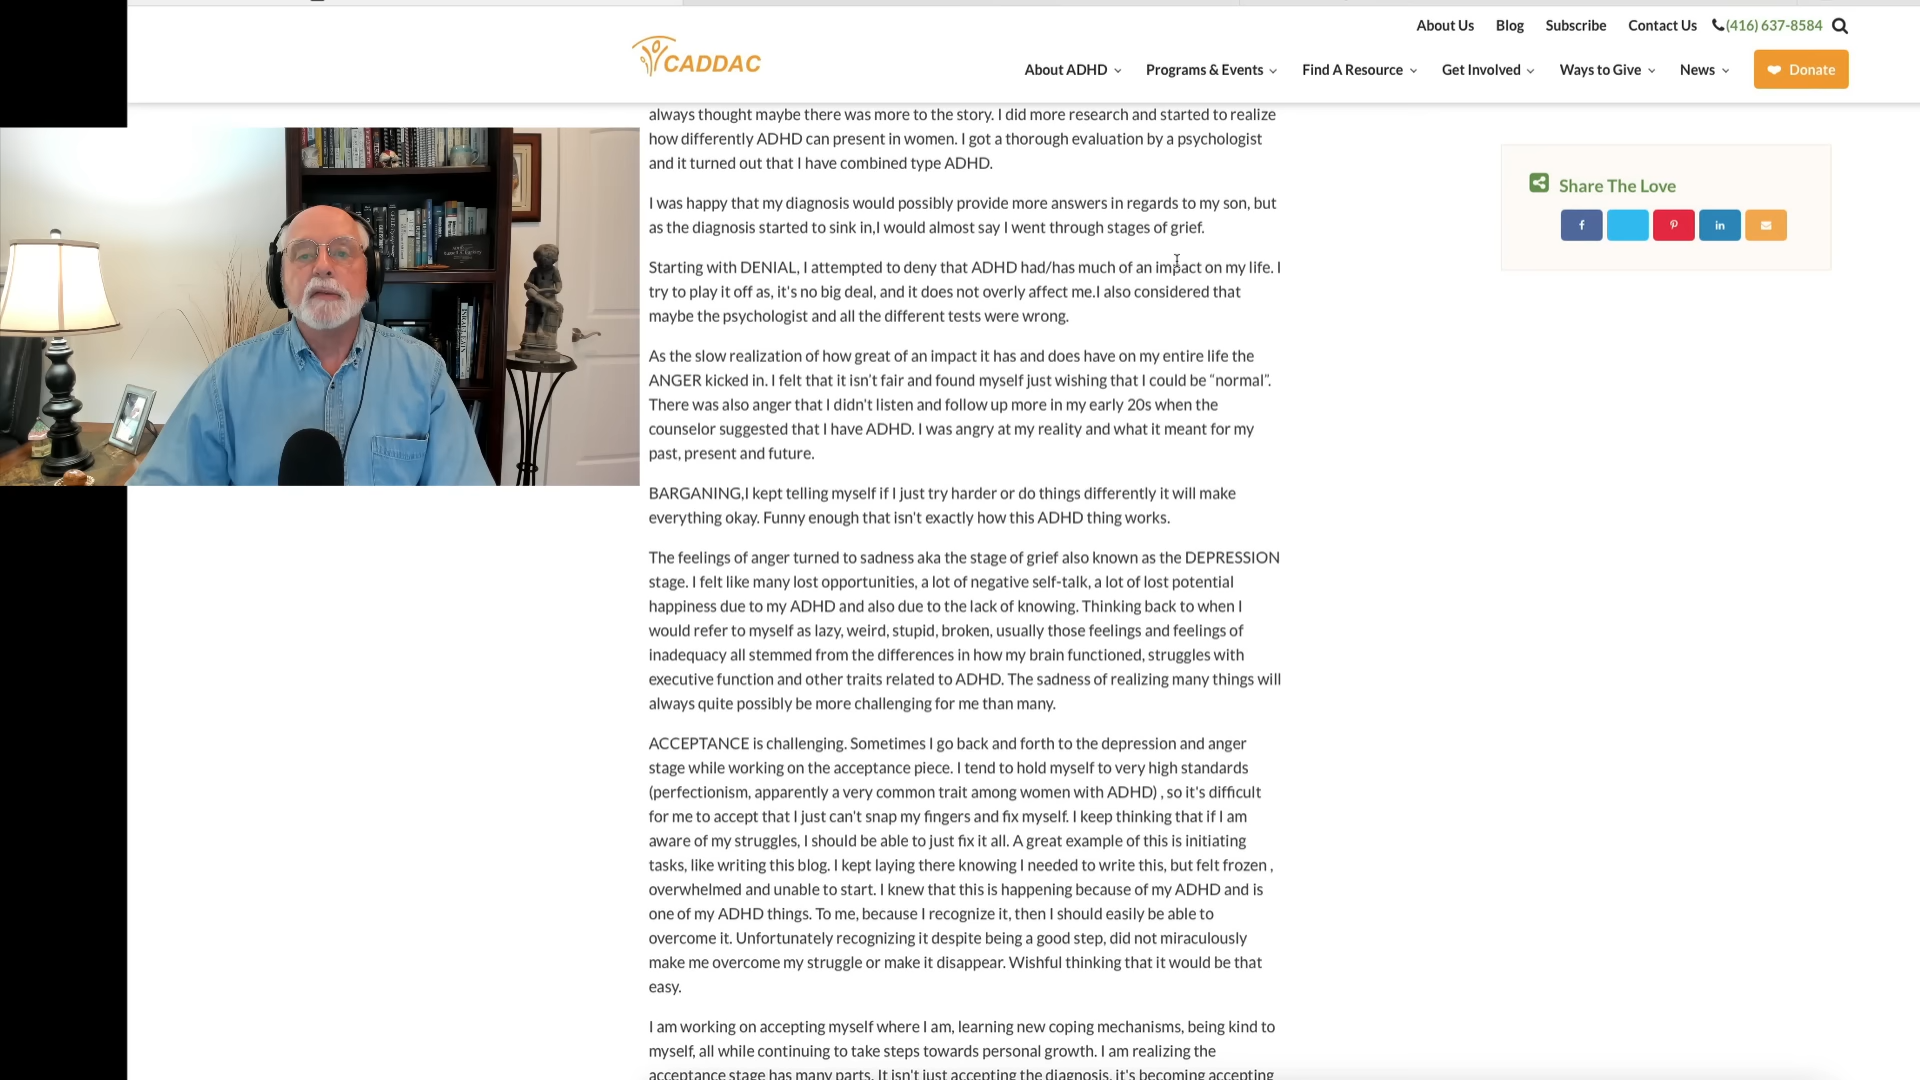 About Us Blog Subscribe Contact Us (416) 637-8584
CADDAC
About ADHD Programs & Events Find A Resource Get Involved Ways to Give News Donate
always thought maybe there was more to the story. I did more research and started to realize
how differently ADHD can present in women. I got a thorough evaluation by a psychologist
and it turned out that I have combined type ADHD.
I was happy that my diagnosis would possibly provide more answers in regards to my son, but
as the diagnosis started to sink in,I would almost say I went through stages of grief.
Starting with DENIAL, I attempted to deny that ADHD had/has much of an impact on my life. I
try to play it off as, it's no big deal, and it does not overly affect me.I also considered that
maybe the psychologist and all the different tests were wrong.
As the slow realization of how great of an impact it has and does have on my entire life the
ANGER kicked in. I felt that it isn't fair and found myself just wishing that I could be “normal”.
There was also anger that I didn't listen and follow up more in my early 20s when the
counselor suggested that I have ADHD. I was angry at my reality and what it meant for my
past, present and future.
BARGANING,I kept telling myself if I just try harder or do things differently it will make
everything okay. Funny enough that isn't exactly how this ADHD thing works.
The feelings of anger turned to sadness aka the stage of grief also known as the DEPRESSION
stage. I felt like many lost opportunities, a lot of negative self-talk, a lot of lost potential
happiness due to my ADHD and also due to the lack of knowing. Thinking back to when I
would refer to myself as lazy, weird, stupid, broken, usually those feelings and feelings of
inadequacy all stemmed from the differences in how my brain functioned, struggles with
executive function and other traits related to ADHD. The sadness of realizing many things will
always quite possibly be more challenging for me than many.
ACCEPTANCE is challenging. Sometimes I go back and forth to the depression and anger
stage while working on the acceptance piece. I tend to hold myself to very high standards
(perfectionism, apparently a very common trait among women with ADHD) , so it's difficult
for me to accept that I just can't snap my fingers and fix myself. I keep thinking that if I am
aware of my struggles, I should be able to just fix it all. A great example of this is initiating
tasks, like writing this blog. I kept laying there knowing I needed to write this, but felt frozen ,
overwhelmed and unable to start. I knew that this is happening because of my ADHD and is
one of my ADHD things. To me, because I recognize it, then I should easily be able to
overcome it. Unfortunately recognizing it despite being a good step, did not miraculously
make me overcome my struggle or make it disappear. Wishful thinking that it would be that
easy.
I am working on accepting myself where I am, learning new coping mechanisms, being kind to
myself, all while continuing to take steps towards personal growth. I am realizing the
acceptance stage has many parts. It isn't just accepting the diagnosis, it's becoming accepting
Share The Love